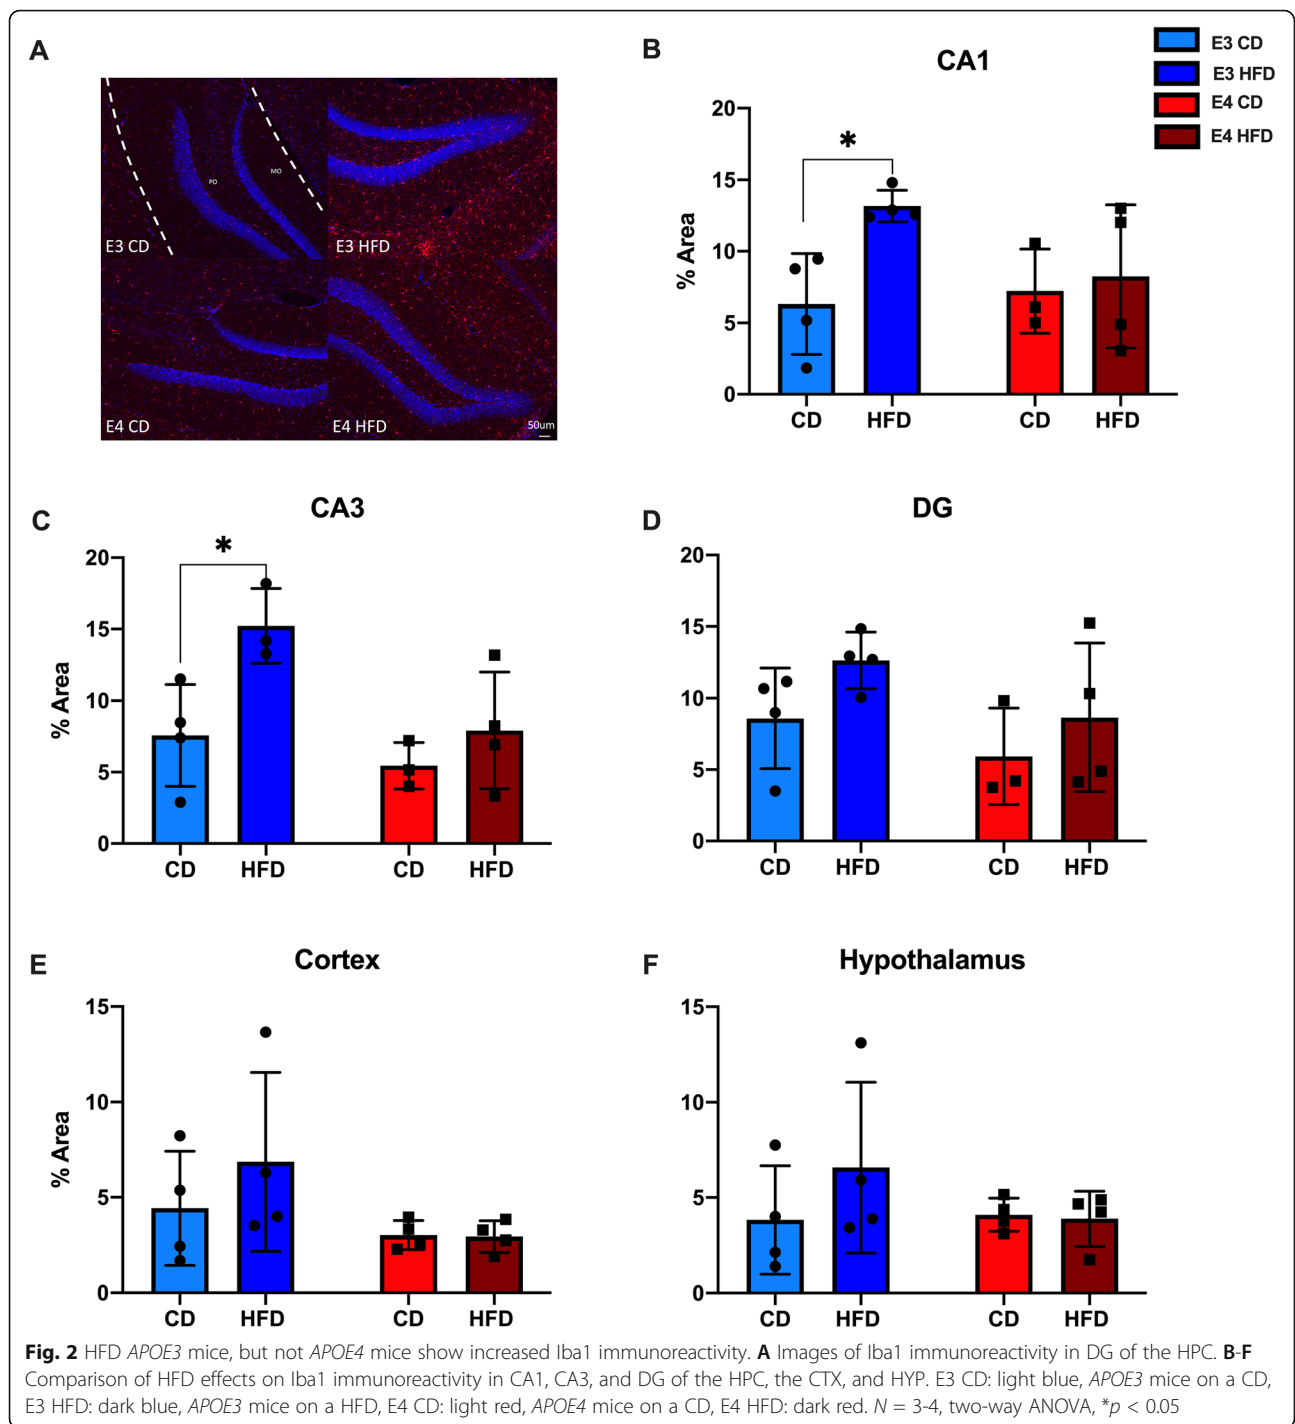 A
PO
MO
E3 CD
E3 HFD
E4 CD
E4 HFD
50um
B
CA1
E3 CD
E3 HFD
E4 CD
E4 HFD
% Area
20
15
10
5
0
*
CD
HFD
CD
HFD
C
CA3
% Area
20
15
10
5
0
*
CD
HFD
CD
HFD
D
DG
20
15
10
5
0
CD
HFD
CD
HFD
E
Cortex
% Area
15
10
5
0
CD
HFD
CD
HFD
F
Hypothalamus
15
10
5
0
CD
HFD
CD
HFD
Fig. 2 HFD APOE3 mice, but not APOE4 mice show increased Iba1 immunoreactivity. A Images of Iba1 immunoreactivity in DG of the HPC. B-F
Comparison of HFD effects on Iba1 immunoreactivity in CA1, CA3, and DG of the HPC, the CTX, and HYP. E3 CD: light blue, APOE3 mice on a CD,
E3 HFD: dark blue, APOE3 mice on a HFD, E4 CD: light red, APOE4 mice on a CD, E4 HFD: dark red. N = 3-4, two-way ANOVA, *p < 0.05